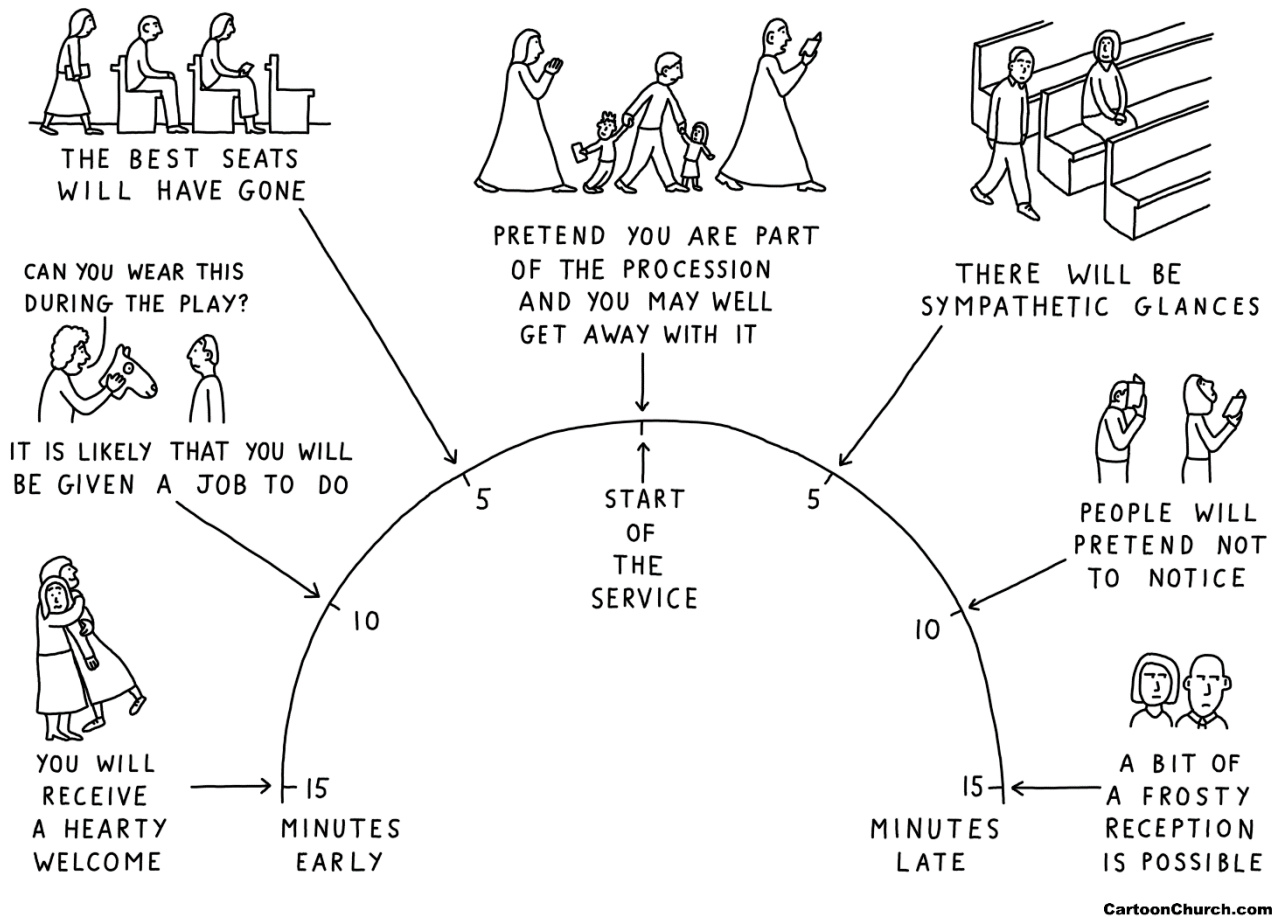 THE BEST SEATS
WILL HAVE GONE
PRETEND YOU ARE PART
OF THE PROCESSION
AND YOU MAY WELL
GET AWAY WITH IT
THERE WILL BE
SYMPATHETIC GLANCES
CAN YOU WEAR THIS
DURING THE PLAY?
IT IS LIKELY THAT YOU WILL
BE GIVEN A JOB TO DO
PEOPLE WILL
PRETEND NOT
TO NOTICE
YOU WILL
RECEIVE
A HEARTY
WELCOME
A BIT OF
A FROSTY
RECEPTION
IS POSSIBLE
15
10
5
START
OF
THE
SERVICE
5
10
15
MINUTES
EARLY
MINUTES
LATE
CartoonChurch.com